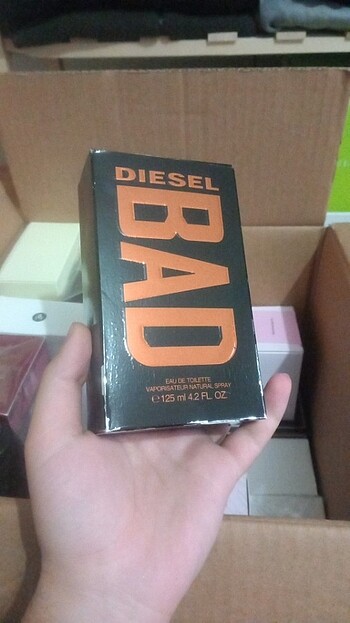 DIESEL
BAD
EAU DE TOILETTE
VAPORISATEUR NATURAL SPRAY
℮125 ml 4.2 FL. OZ.